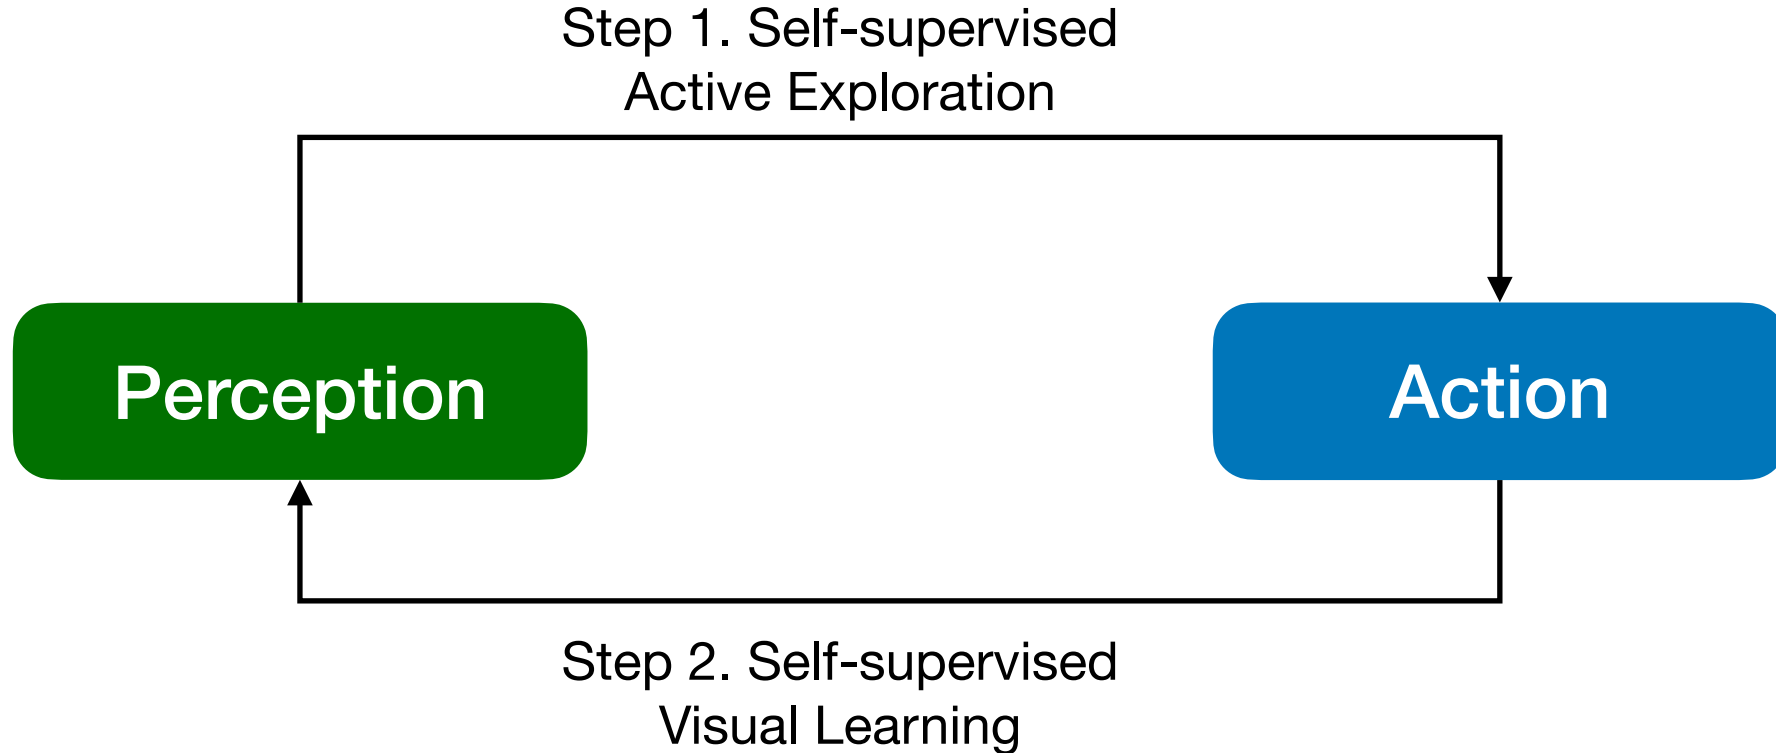 Step 1. Self-supervised
Active Exploration
Perception
Action
Step 2. Self-supervised
Visual Learning